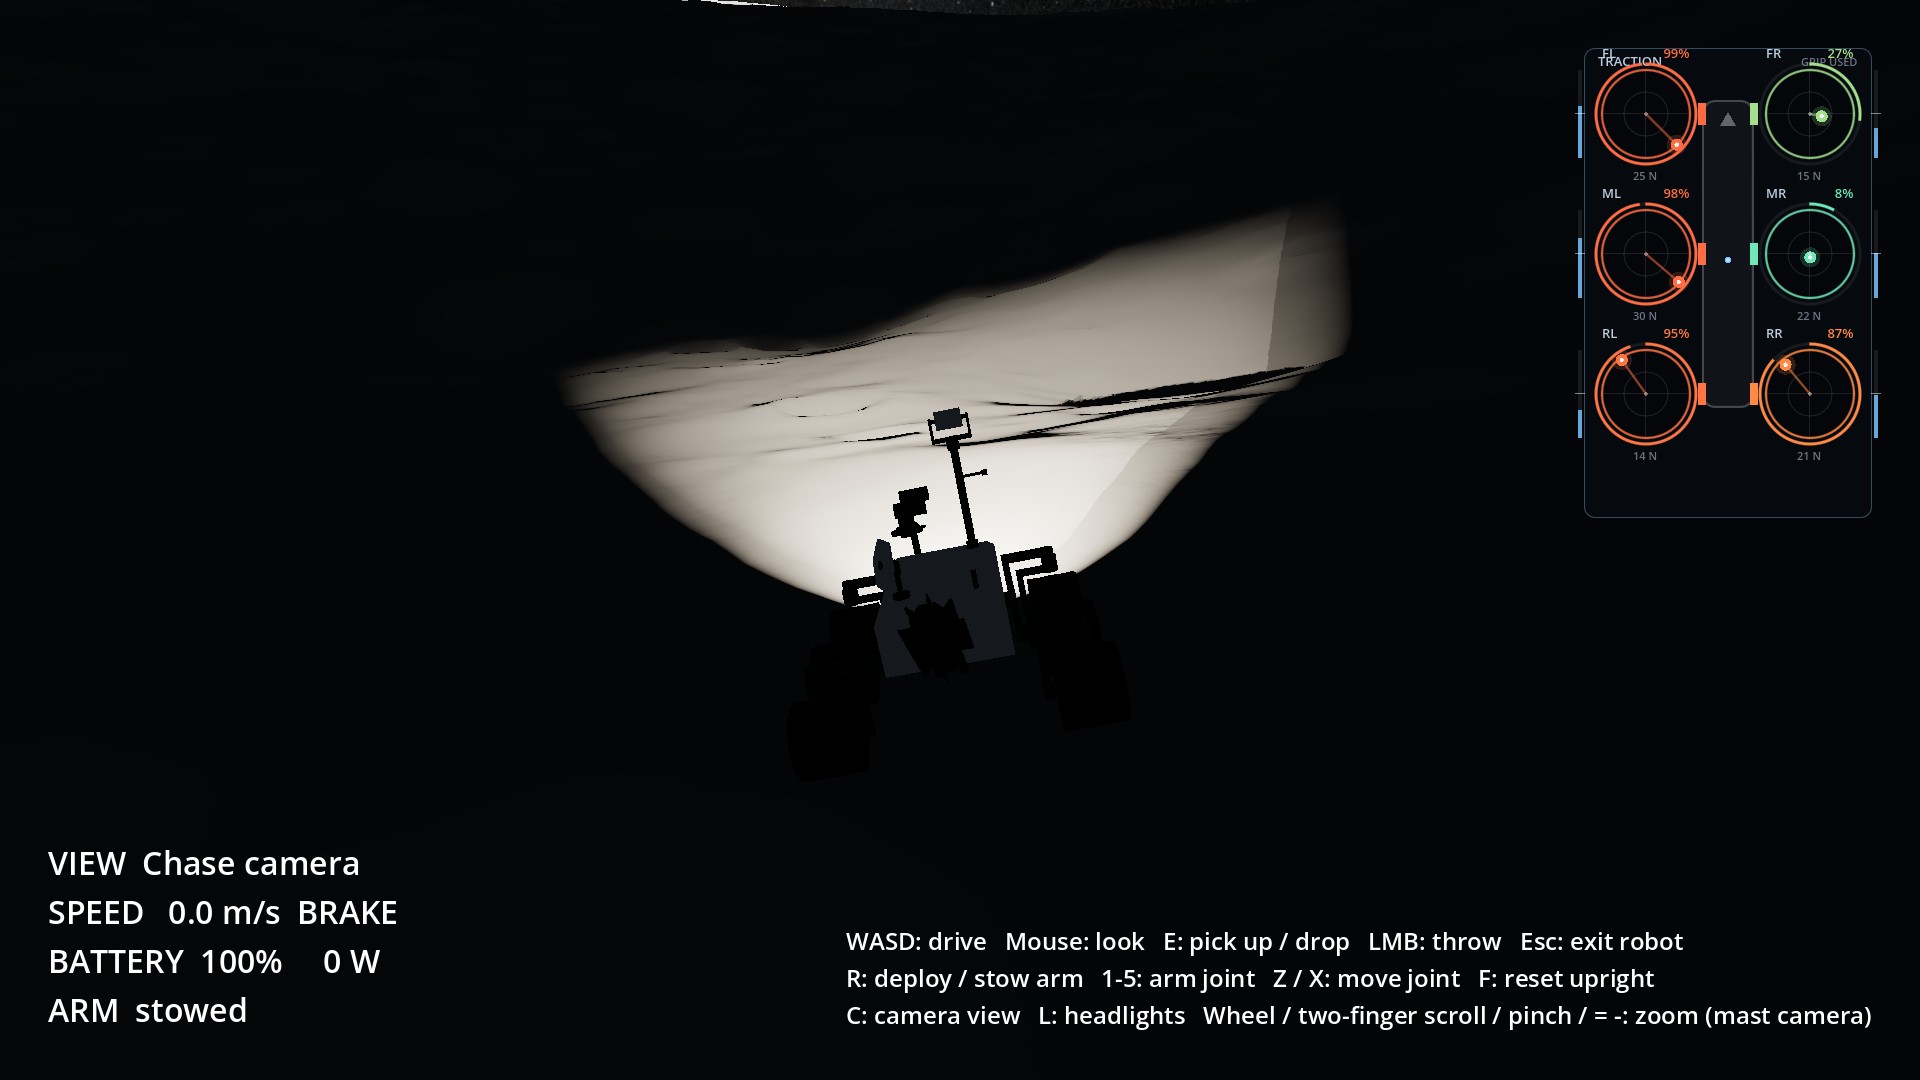 FL 99% FR 27%
TRACTION GRIP USED
25 N 15 N
ML 98% MR 8%
30 N 22 N
RL 95% RR 87%
14 N 21 N
VIEW Chase camera
SPEED 0.0 m/s BRAKE
BATTERY 100% 0 W
ARM stowed
WASD: drive Mouse: look E: pick up / drop LMB: throw Esc: exit robot
R: deploy / stow arm 1-5: arm joint Z / X: move joint F: reset upright
C: camera view L: headlights Wheel / two-finger scroll / pinch / = -: zoom (mast camera)